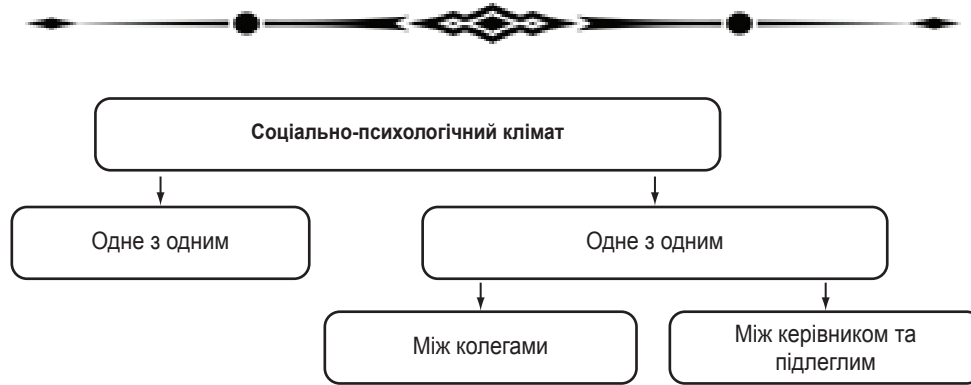 Соціально-психологічний клімат
Одне з одним
Одне з одним
Між колегами
Між керівником та
підлеглим